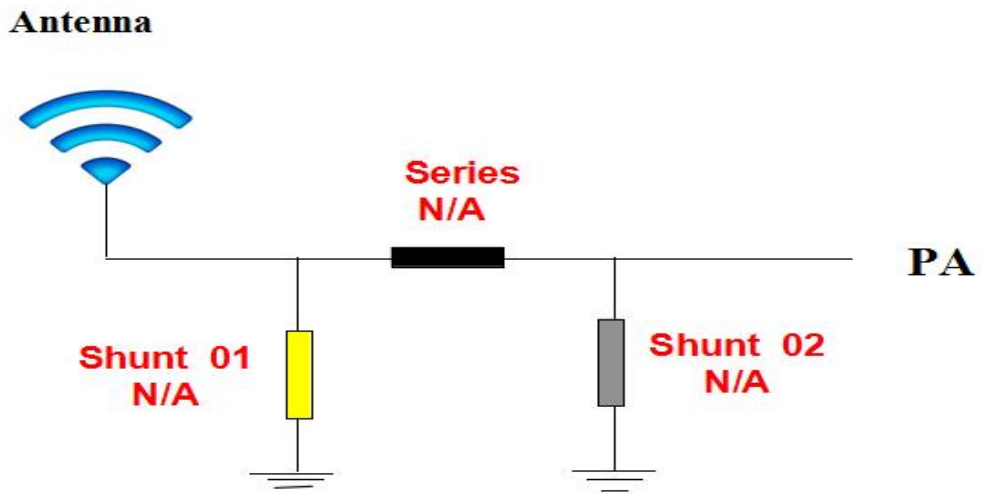 Antenna
Series
N/A
PA
Shunt 01
N/A
Shunt 02
N/A